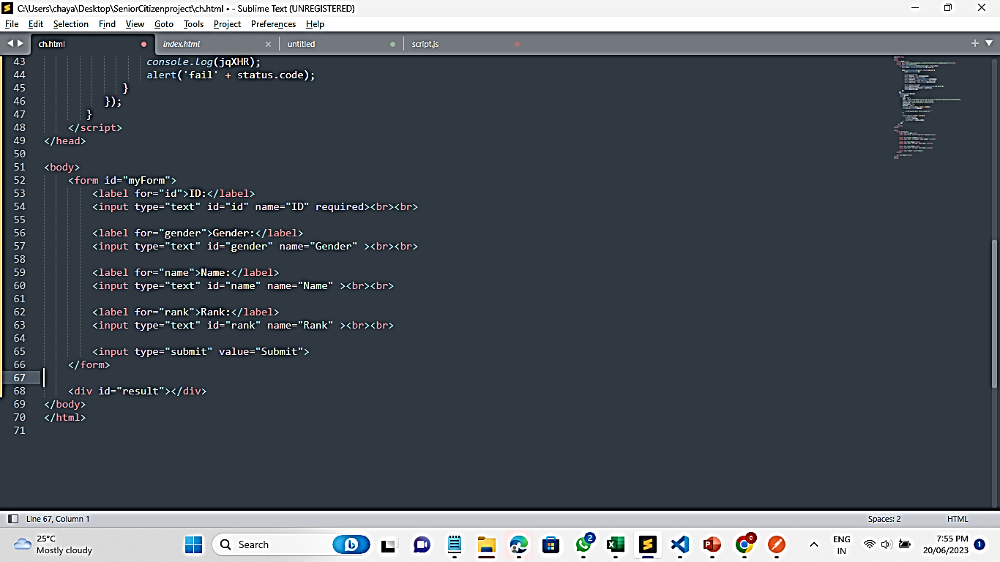 C:\Users\chaya\Desktop\SeniorCitizenproject\ch.html • - Sublime Text (UNREGISTERED)
File Edit Selection Find View Goto Tools Project Preferences Help
ch.html index.html untitled script.js
43 console.log(jqXHR);
44 alert('fail' + status.code);
45 }
46 });
47 }
48 </script>
49 </head>
50
51 <body>
52 <form id="myForm">
53 <label for="id">ID:</label>
54 <input type="text" id="id" name="ID" required><br><br>
55
56 <label for="gender">Gender:</label>
57 <input type="text" id="gender" name="Gender" ><br><br>
58
59 <label for="name">Name:</label>
60 <input type="text" id="name" name="Name" ><br><br>
61
62 <label for="rank">Rank:</label>
63 <input type="text" id="rank" name="Rank" ><br><br>
64
65 <input type="submit" value="Submit">
66 </form>
67
68 <div id="result"></div>
69 </body>
70 </html>
71
Line 67, Column 1 Spaces: 2 HTML
25°C
Mostly cloudy
Search
2
C
ENG
IN
7:55 PM
20/06/2023
1